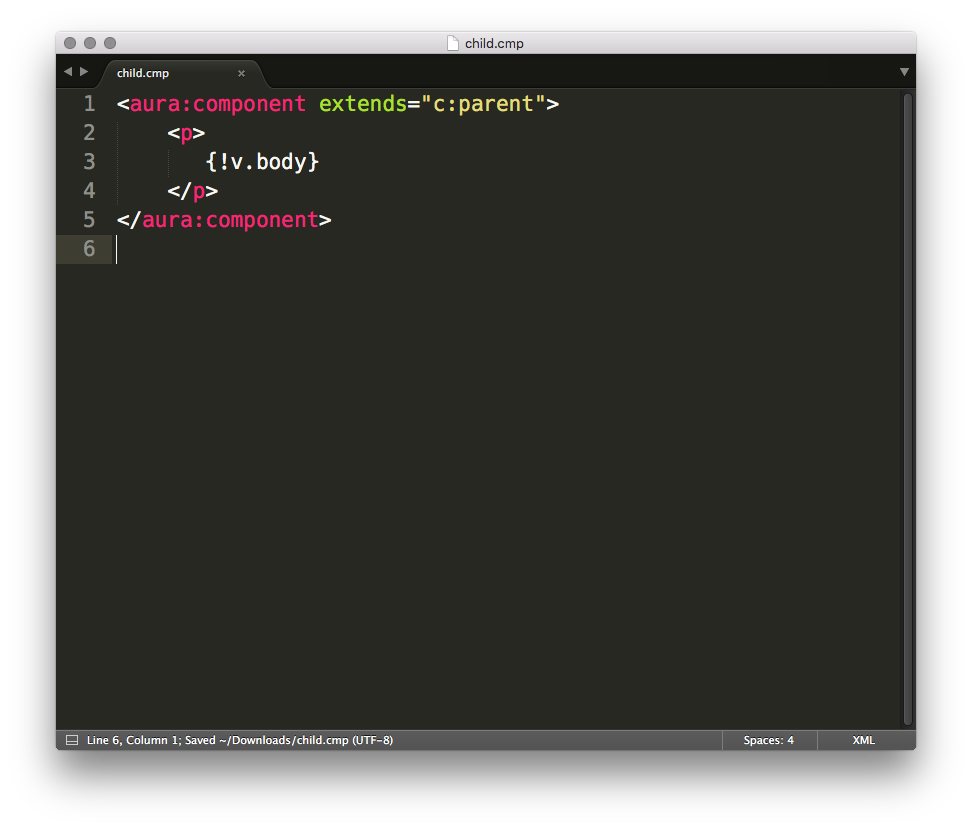 child.cmp
child.cmp ×
1 <aura:component extends="c:parent">
2     <p>
3        {!v.body}
4     </p>
5 </aura:component>
6
Line 6, Column 1; Saved ~/Downloads/child.cmp (UTF-8) Spaces: 4 XML